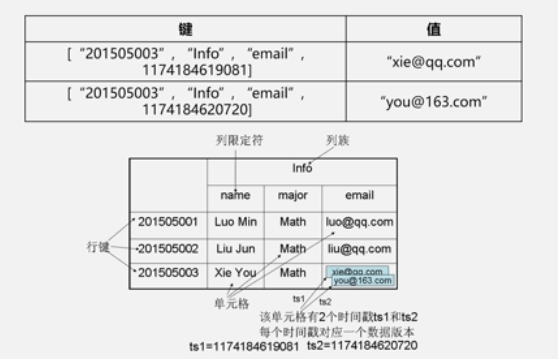 键 值
[ “201505003” , “Info” , “email” ,
1174184619081]
“xie@qq.com”
[ “201505003” , “Info” , “email” ,
1174184620720]
“you@163.com”
列限定符 列族
Info
name major email
201505001 Luo Min Math luo@qq.com
行键
201505002 Liu Jun Math liu@qq.com
201505003 Xie You Math xie@qq.com
you@163.com
单元格 ts1 ts2
该单元格有2个时间戳ts1和ts2
每个时间戳对应一个数据版本
ts1=1174184619081 ts2=1174184620720